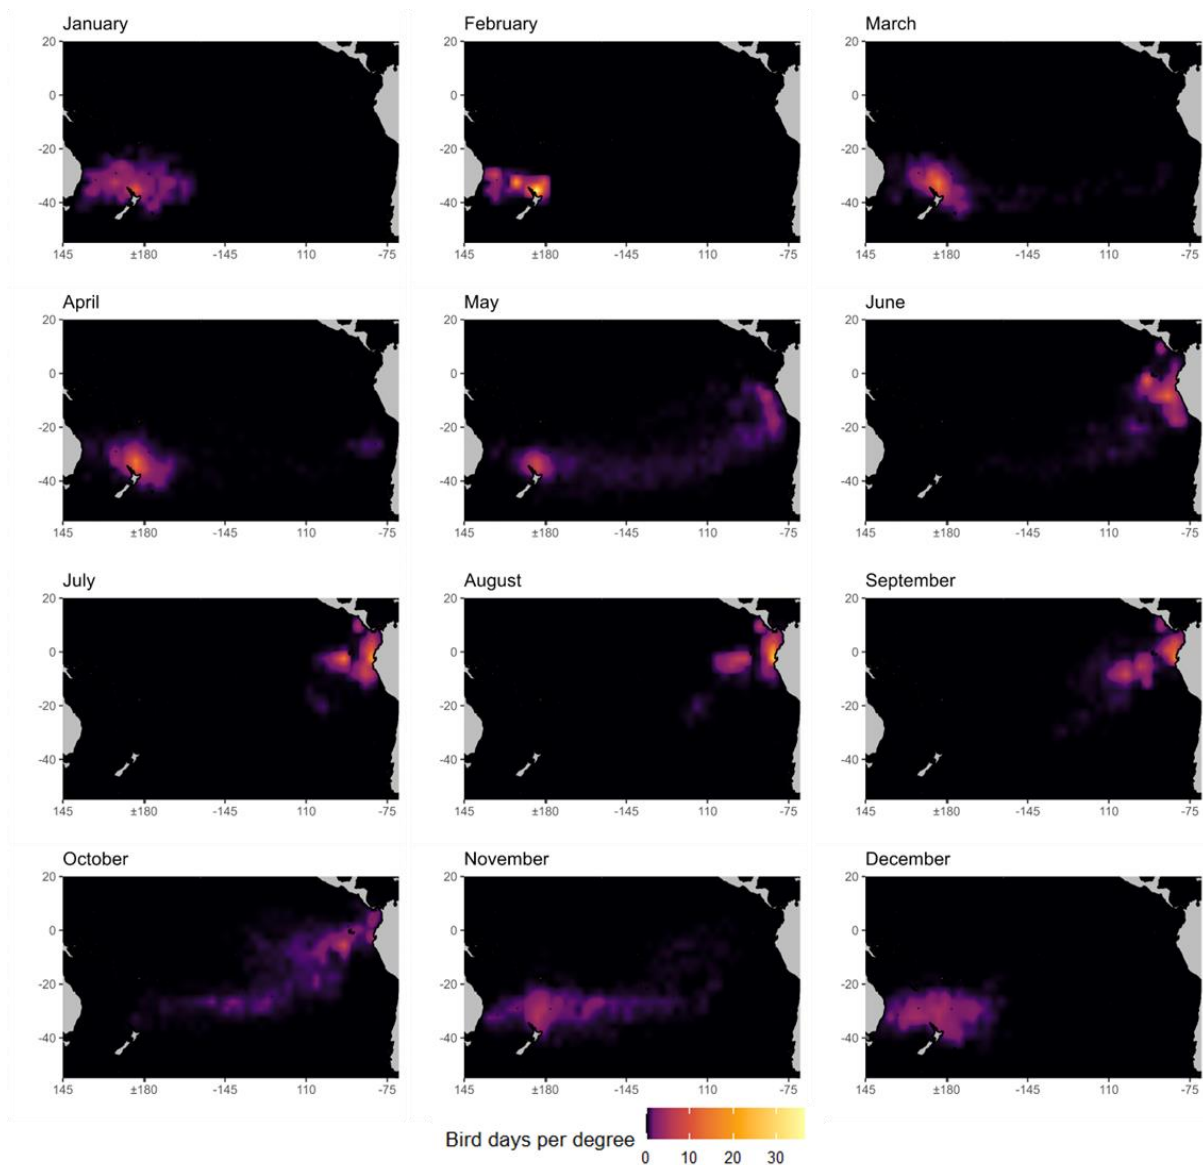 January February March
20 20 20
0 0 0
-20 -20 -20
-40 -40 -40
145 ±180 -145 110 -75 145 ±180 -145 110 -75 145 ±180 -145 110 -75
April May June
20 20 20
0 0 0
-20 -20 -20
-40 -40 -40
145 ±180 -145 110 -75 145 ±180 -145 110 -75 145 ±180 -145 110 -75
July August September
20 20 20
0 0 0
-20 -20 -20
-40 -40 -40
145 ±180 -145 110 -75 145 ±180 -145 110 -75 145 ±180 -145 110 -75
October November December
20 20 20
0 0 0
-20 -20 -20
-40 -40 -40
145 ±180 -145 110 -75 145 ±180 -145 110 -75 145 ±180 -145 110 -75
Bird days per degree
0 10 20 30